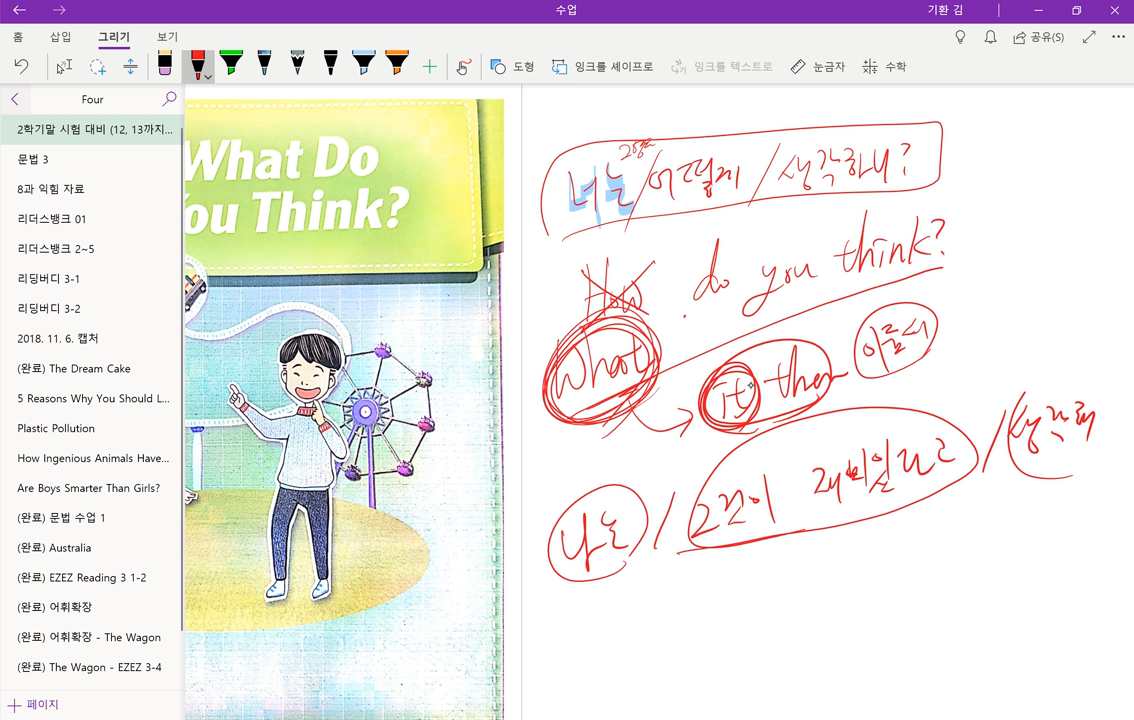 수업
기환 김
홈 삽입 그리기 보기
공유(S)
도형 잉크를 셰이프로 잉크를 텍스트로 눈금자 수학
Four
2학기말 시험 대비 (12, 13까지...
문법 3
8과 익힘 자료
리더스뱅크 01
리더스뱅크 2~5
리딩버디 3-1
리딩버디 3-2
2018. 11. 6. 캡처
(완료) The Dream Cake
5 Reasons Why You Should L...
Plastic Pollution
How Ingenious Animals Have...
Are Boys Smarter Than Girls?
(완료) 문법 수업 1
(완료) Australia
(완료) EZEZ Reading 3 1-2
(완료) 어휘확장
(완료) 어휘확장 - The Wagon
(완료) The Wagon - EZEZ 3-4
페이지
What Do
You Think?
너는/어떻게/생각하니?
How do you think?
What
it
나는/그건이 재미있다고/생각해